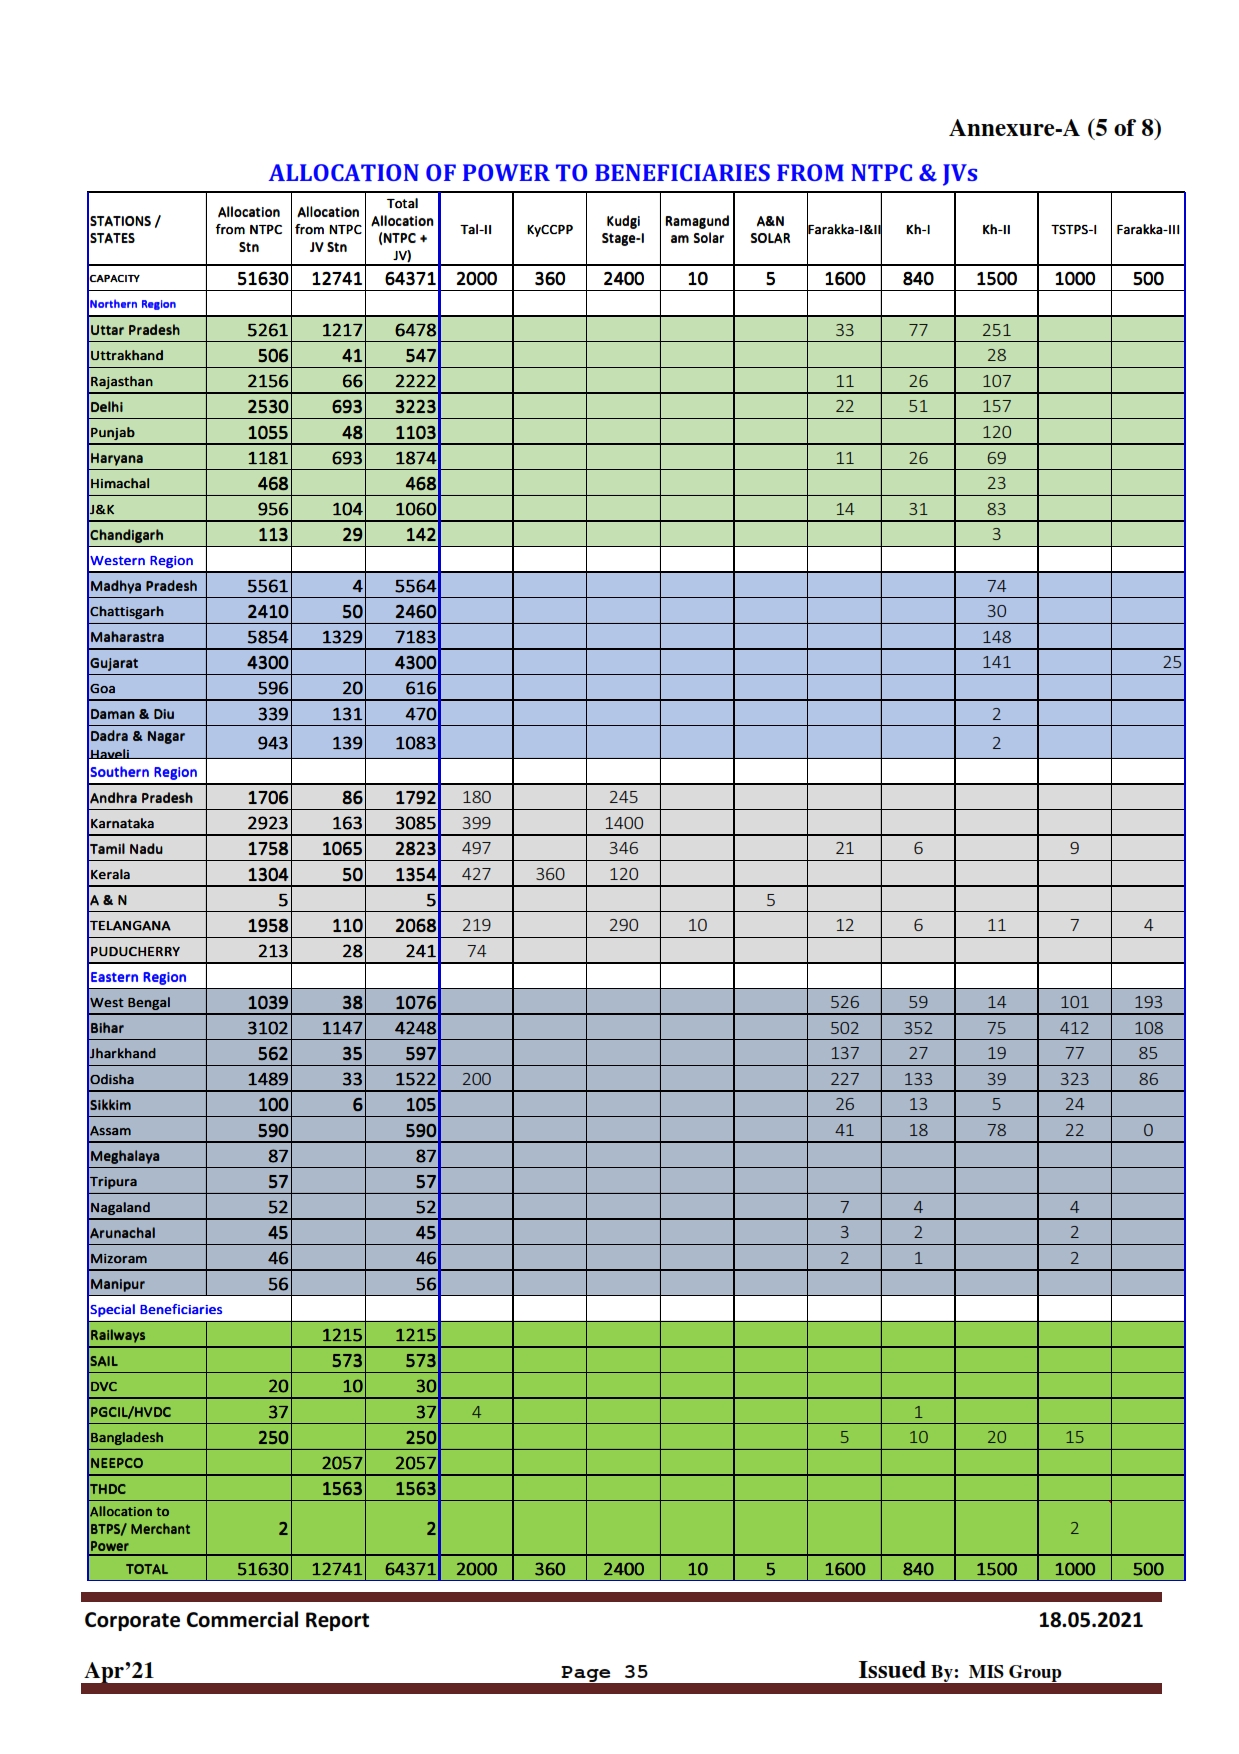 Annexure-A (5 of 8)
ALLOCATION OF POWER TO BENEFICIARIES FROM NTPC & JVs
STATIONS / STATES Allocation from NTPC Stn Allocation from NTPC JV Stn Total Allocation (NTPC + JV) Tal-II KyCCPP Kudgi Stage-I Ramagund am Solar A&N SOLAR Farakka-I&II Kh-I Kh-II TSTPS-I Farakka-III
CAPACITY 51630 12741 64371 2000 360 2400 10 5 1600 840 1500 1000 500
Northern Region
Uttar Pradesh 5261 1217 6478 33 77 251
Uttrakhand 506 41 547 28
Rajasthan 2156 66 2222 11 26 107
Delhi 2530 693 3223 22 51 157
Punjab 1055 48 1103 120
Haryana 1181 693 1874 11 26 69
Himachal 468 468 23
J&K 956 104 1060 14 31 83
Chandigarh 113 29 142 3
Western Region
Madhya Pradesh 5561 4 5564 74
Chattisgarh 2410 50 2460 30
Maharastra 5854 1329 7183 148
Gujarat 4300 4300 141 25
Goa 596 20 616
Daman & Diu 339 131 470 2
Dadra & Nagar Haveli 943 139 1083 2
Southern Region
Andhra Pradesh 1706 86 1792 180 245
Karnataka 2923 163 3085 399 1400
Tamil Nadu 1758 1065 2823 497 346 21 6 9
Kerala 1304 50 1354 427 360 120
A & N 5 5 5
TELANGANA 1958 110 2068 219 290 10 12 6 11 7 4
PUDUCHERRY 213 28 241 74
Eastern Region
West Bengal 1039 38 1076 526 59 14 101 193
Bihar 3102 1147 4248 502 352 75 412 108
Jharkhand 562 35 597 137 27 19 77 85
Odisha 1489 33 1522 200 227 133 39 323 86
Sikkim 100 6 105 26 13 5 24
Assam 590 590 41 18 78 22 0
Meghalaya 87 87
Tripura 57 57
Nagaland 52 52 7 4 4
Arunachal 45 45 3 2 2
Mizoram 46 46 2 1 2
Manipur 56 56
Special Beneficiaries
Railways 1215 1215
SAIL 573 573
DVC 20 10 30
PGCIL/HVDC 37 37 4 1
Bangladesh 250 250 5 10 20 15
NEEPCO 2057 2057
THDC 1563 1563
Allocation to BTPS/ Merchant Power 2 2 2
TOTAL 51630 12741 64371 2000 360 2400 10 5 1600 840 1500 1000 500
Corporate Commercial Report 18.05.2021
Apr’21 Page 35 Issued By: MIS Group